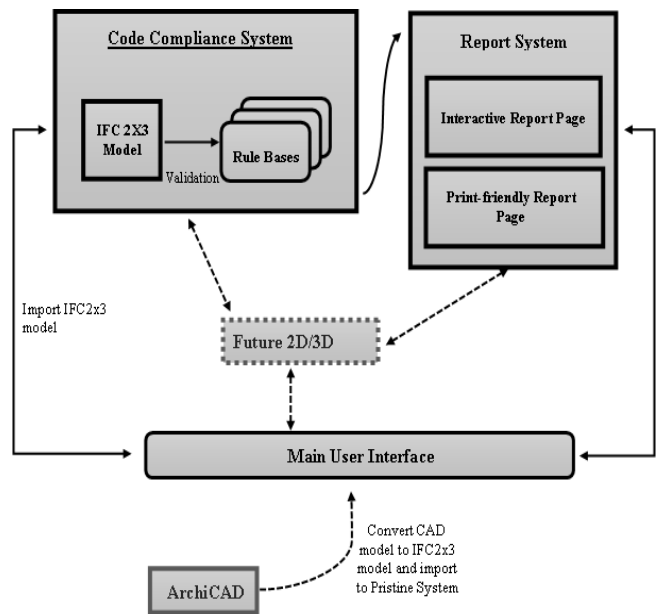 Code Compliance System
IFC 2X3
Model
Validation
Rule Bases
Report System
Interactive Report Page
Print-friendly Report
Page
Import IFC2x3
model
Future 2D/3D
Main User Interface
Convert CAD
model to IFC2x3
model and import
to Pristine System
ArchiCAD